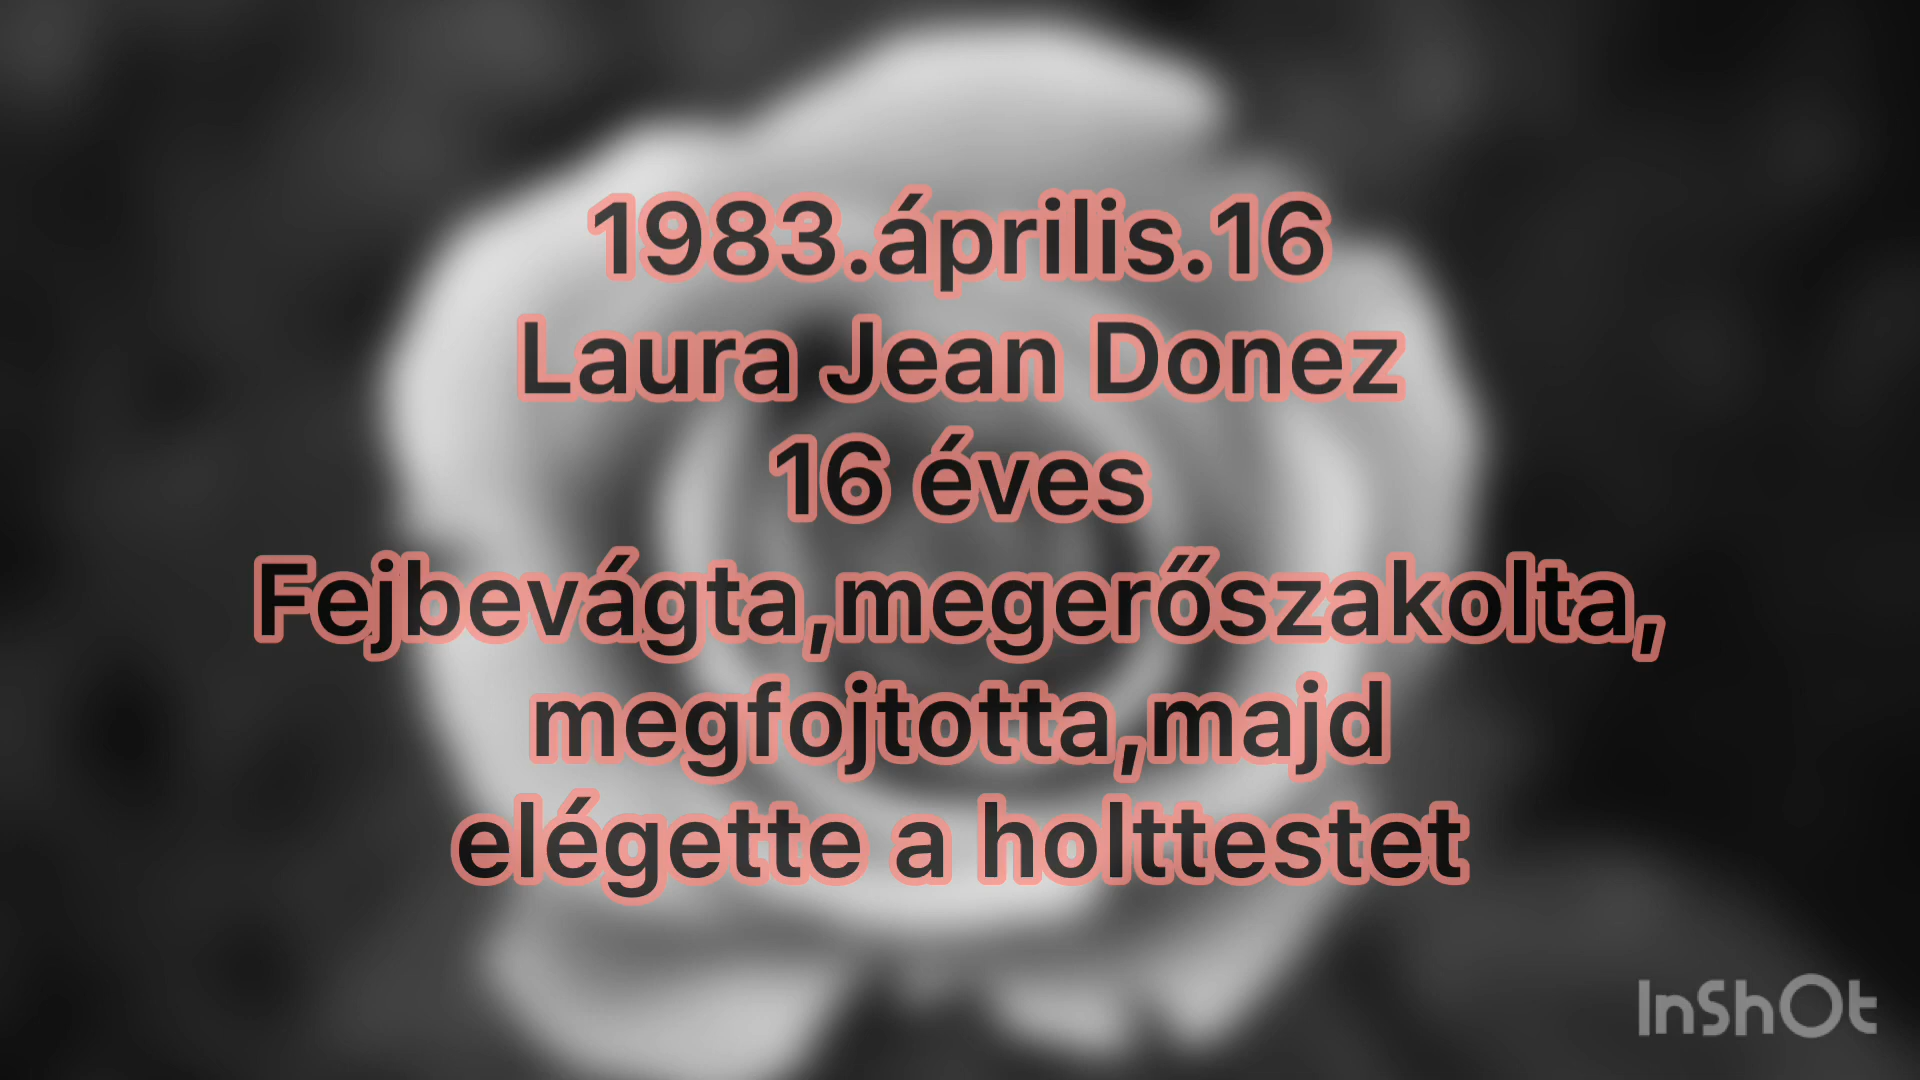 1983.április.16
Laura Jean Donez
16 éves
Fejbevágta,megerőszakolta,
megfojtotta,majd
elégette a holttestet
InShOt